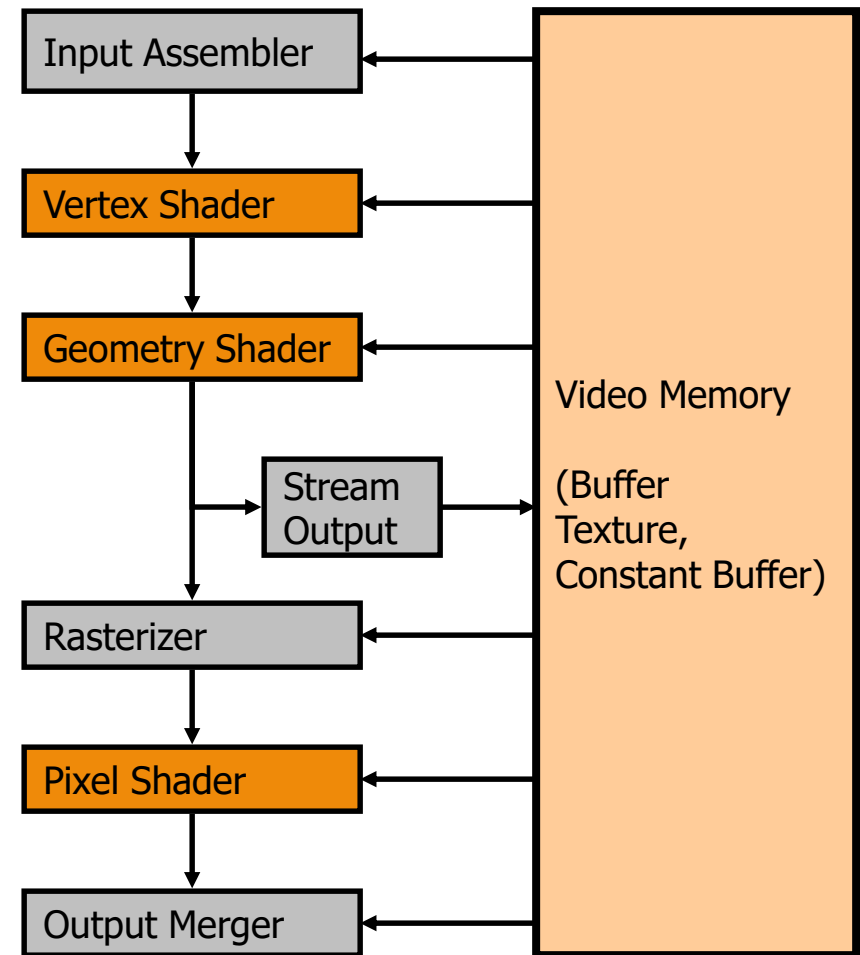 Input Assembler
Vertex Shader
Geometry Shader
Stream
Output
Rasterizer
Pixel Shader
Output Merger
Video Memory
(Buffer
Texture,
Constant Buffer)